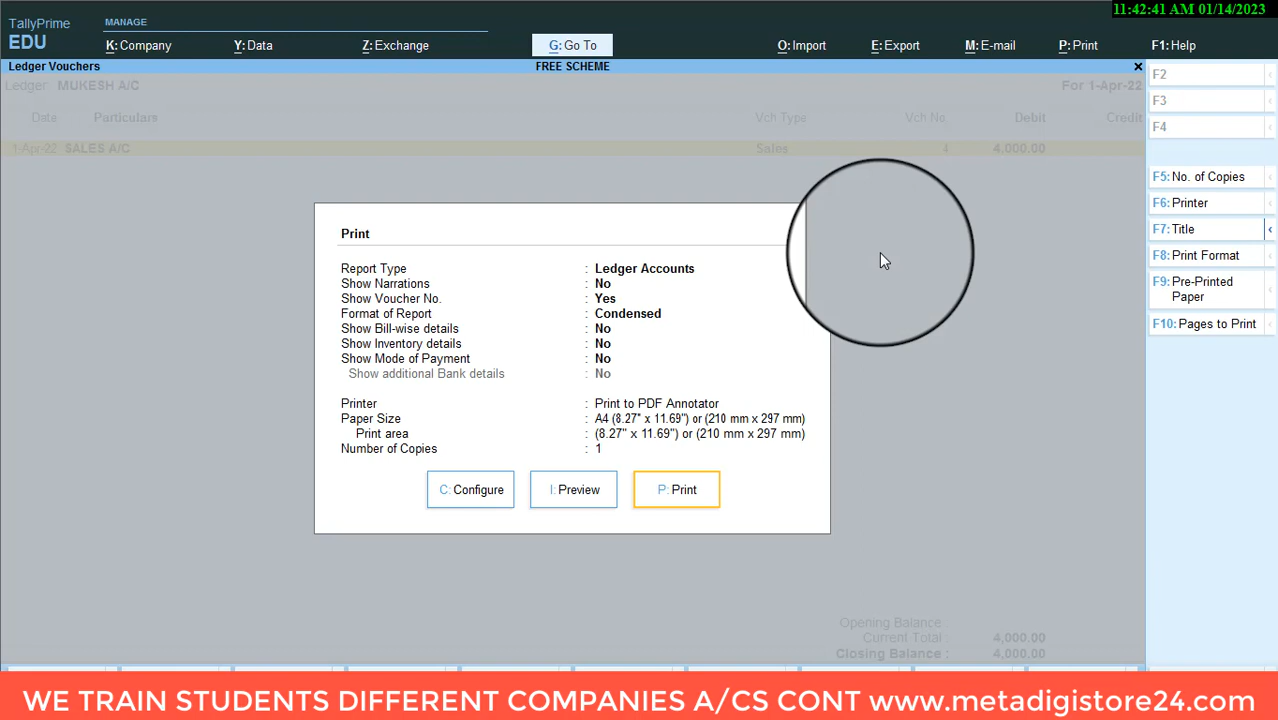 11:42:41 AM 01/14/2023
TallyPrime
EDU
MANAGE
K: Company
Y: Data
Z: Exchange
G: Go To
O: Import
E: Export
M: E-mail
P: Print
F1: Help
Ledger Vouchers
FREE SCHEME
×
Ledger: MUKESH A/C
For 1-Apr-22
Date Particulars Vch Type Vch No. Debit Credit
1-Apr-22 SALES A/C Sales 4 4,000.00
Print
Report Type : Ledger Accounts
Show Narrations : No
Show Voucher No. : Yes
Format of Report : Condensed
Show Bill-wise details : No
Show Inventory details : No
Show Mode of Payment : No
Show additional Bank details : No
Printer : Print to PDF Annotator
Paper Size : A4 (8.27" x 11.69") or (210 mm x 297 mm)
Print area : (8.27" x 11.69") or (210 mm x 297 mm)
Number of Copies : 1
C: Configure
I: Preview
P: Print
Opening Balance :
Current Total : 4,000.00
Closing Balance : 4,000.00
F2
F3
F4
F5: No. of Copies
F6: Printer
F7: Title
F8: Print Format
F9: Pre-Printed
Paper
F10: Pages to Print
WE TRAIN STUDENTS DIFFERENT COMPANIES A/CS CONT www.metadigistore24.com